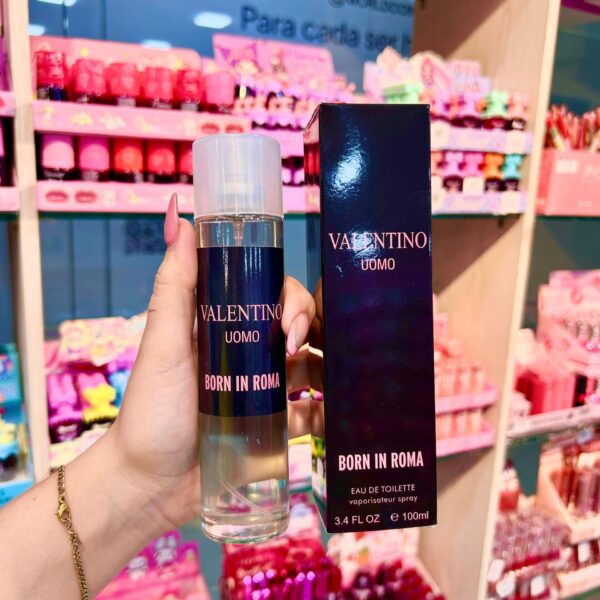 Para cada ser
VALENTINO
UOMO
BORN IN ROMA
VALENTINO
UOMO
BORN IN ROMA
EAU DE TOILETTE
vaporisateur spray
3.4 FL OZ ℮ 100ml